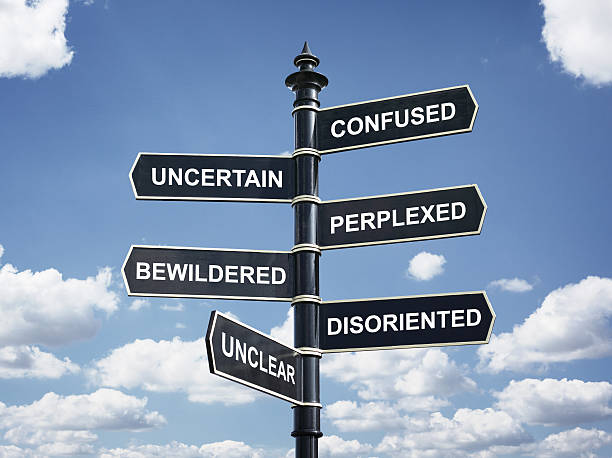 CONFUSED
UNCERTAIN
PERPLEXED
BEWILDERED
DISORIENTED
UNCLEAR